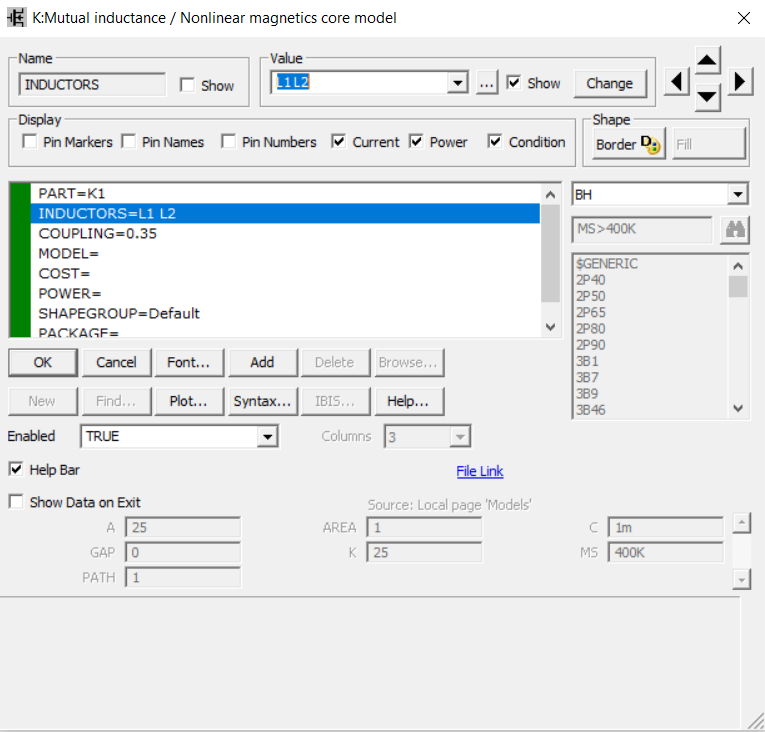 K:Mutual inductance / Nonlinear magnetics core model
Name
INDUCTORS
Show
Value
L1 L2
...
Show
Change
Display
Pin Markers
Pin Names
Pin Numbers
Current
Power
Condition
Shape
Border
Fill
PART=K1
INDUCTORS=L1 L2
COUPLING=0.35
MODEL=
COST=
POWER=
SHAPEGROUP=Default
PACKAGE=
BH
MS>400K
$GENERIC
2P40
2P50
2P65
2P80
2P90
3B1
3B7
3B9
3B46
OK
Cancel
Font...
Add
Delete
Browse...
New
Find...
Plot...
Syntax...
IBIS...
Help...
Enabled
TRUE
Columns
3
Help Bar
File Link
Show Data on Exit
Source: Local page 'Models'
A 25
AREA 1
C 1m
GAP 0
K 25
MS 400K
PATH 1